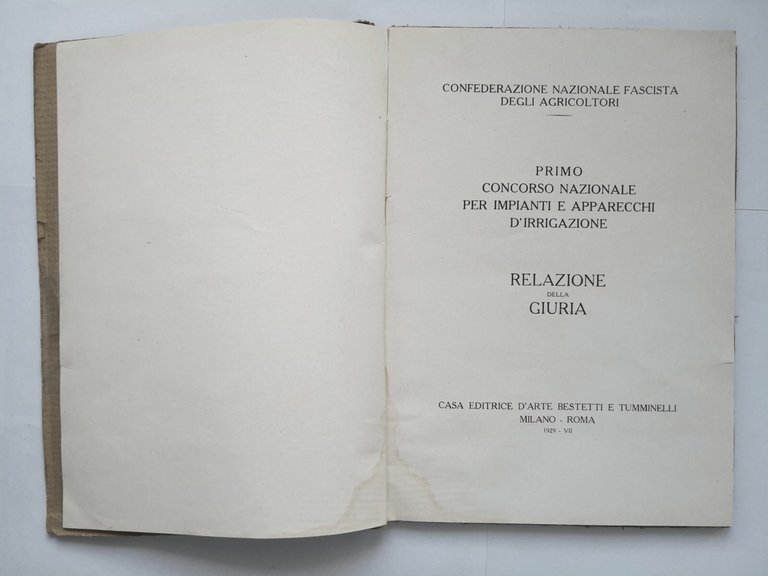 CONFEDERAZIONE NAZIONALE FASCISTA
DEGLI AGRICOLTORI
PRIMO
CONCORSO NAZIONALE
PER IMPIANTI E APPARECCHI
D'IRRIGAZIONE
RELAZIONE
DELLA
GIURIA
CASA EDITRICE D'ARTE BESTETTI E TUMMINELLI
MILANO - ROMA
1929 - VII